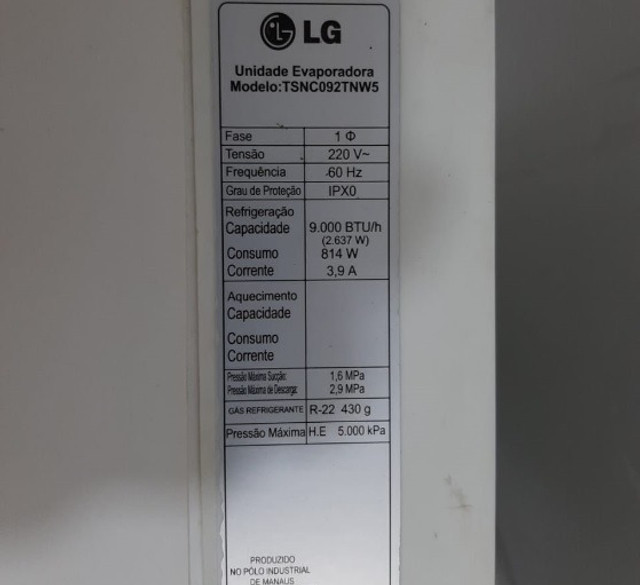 LG
Unidade Evaporadora
Modelo:TSNC092TNW5
Fase 1 Φ
Tensão 220 V~
Frequência 60 Hz
Grau de Proteção IPX0
Refrigeração
Capacidade 9.000 BTU/h
(2.637 W)
Consumo 814 W
Corrente 3,9 A
Aquecimento
Capacidade
Consumo
Corrente
Pressão Máxima Sucção: 1,6 MPa
Pressão Máxima de Descarga: 2,9 MPa
GÁS REFRIGERANTE R-22 430 g
Pressão Máxima H.E 5.000 kPa
PRODUZIDO
NO PÓLO INDUSTRIAL
DE MANAUS